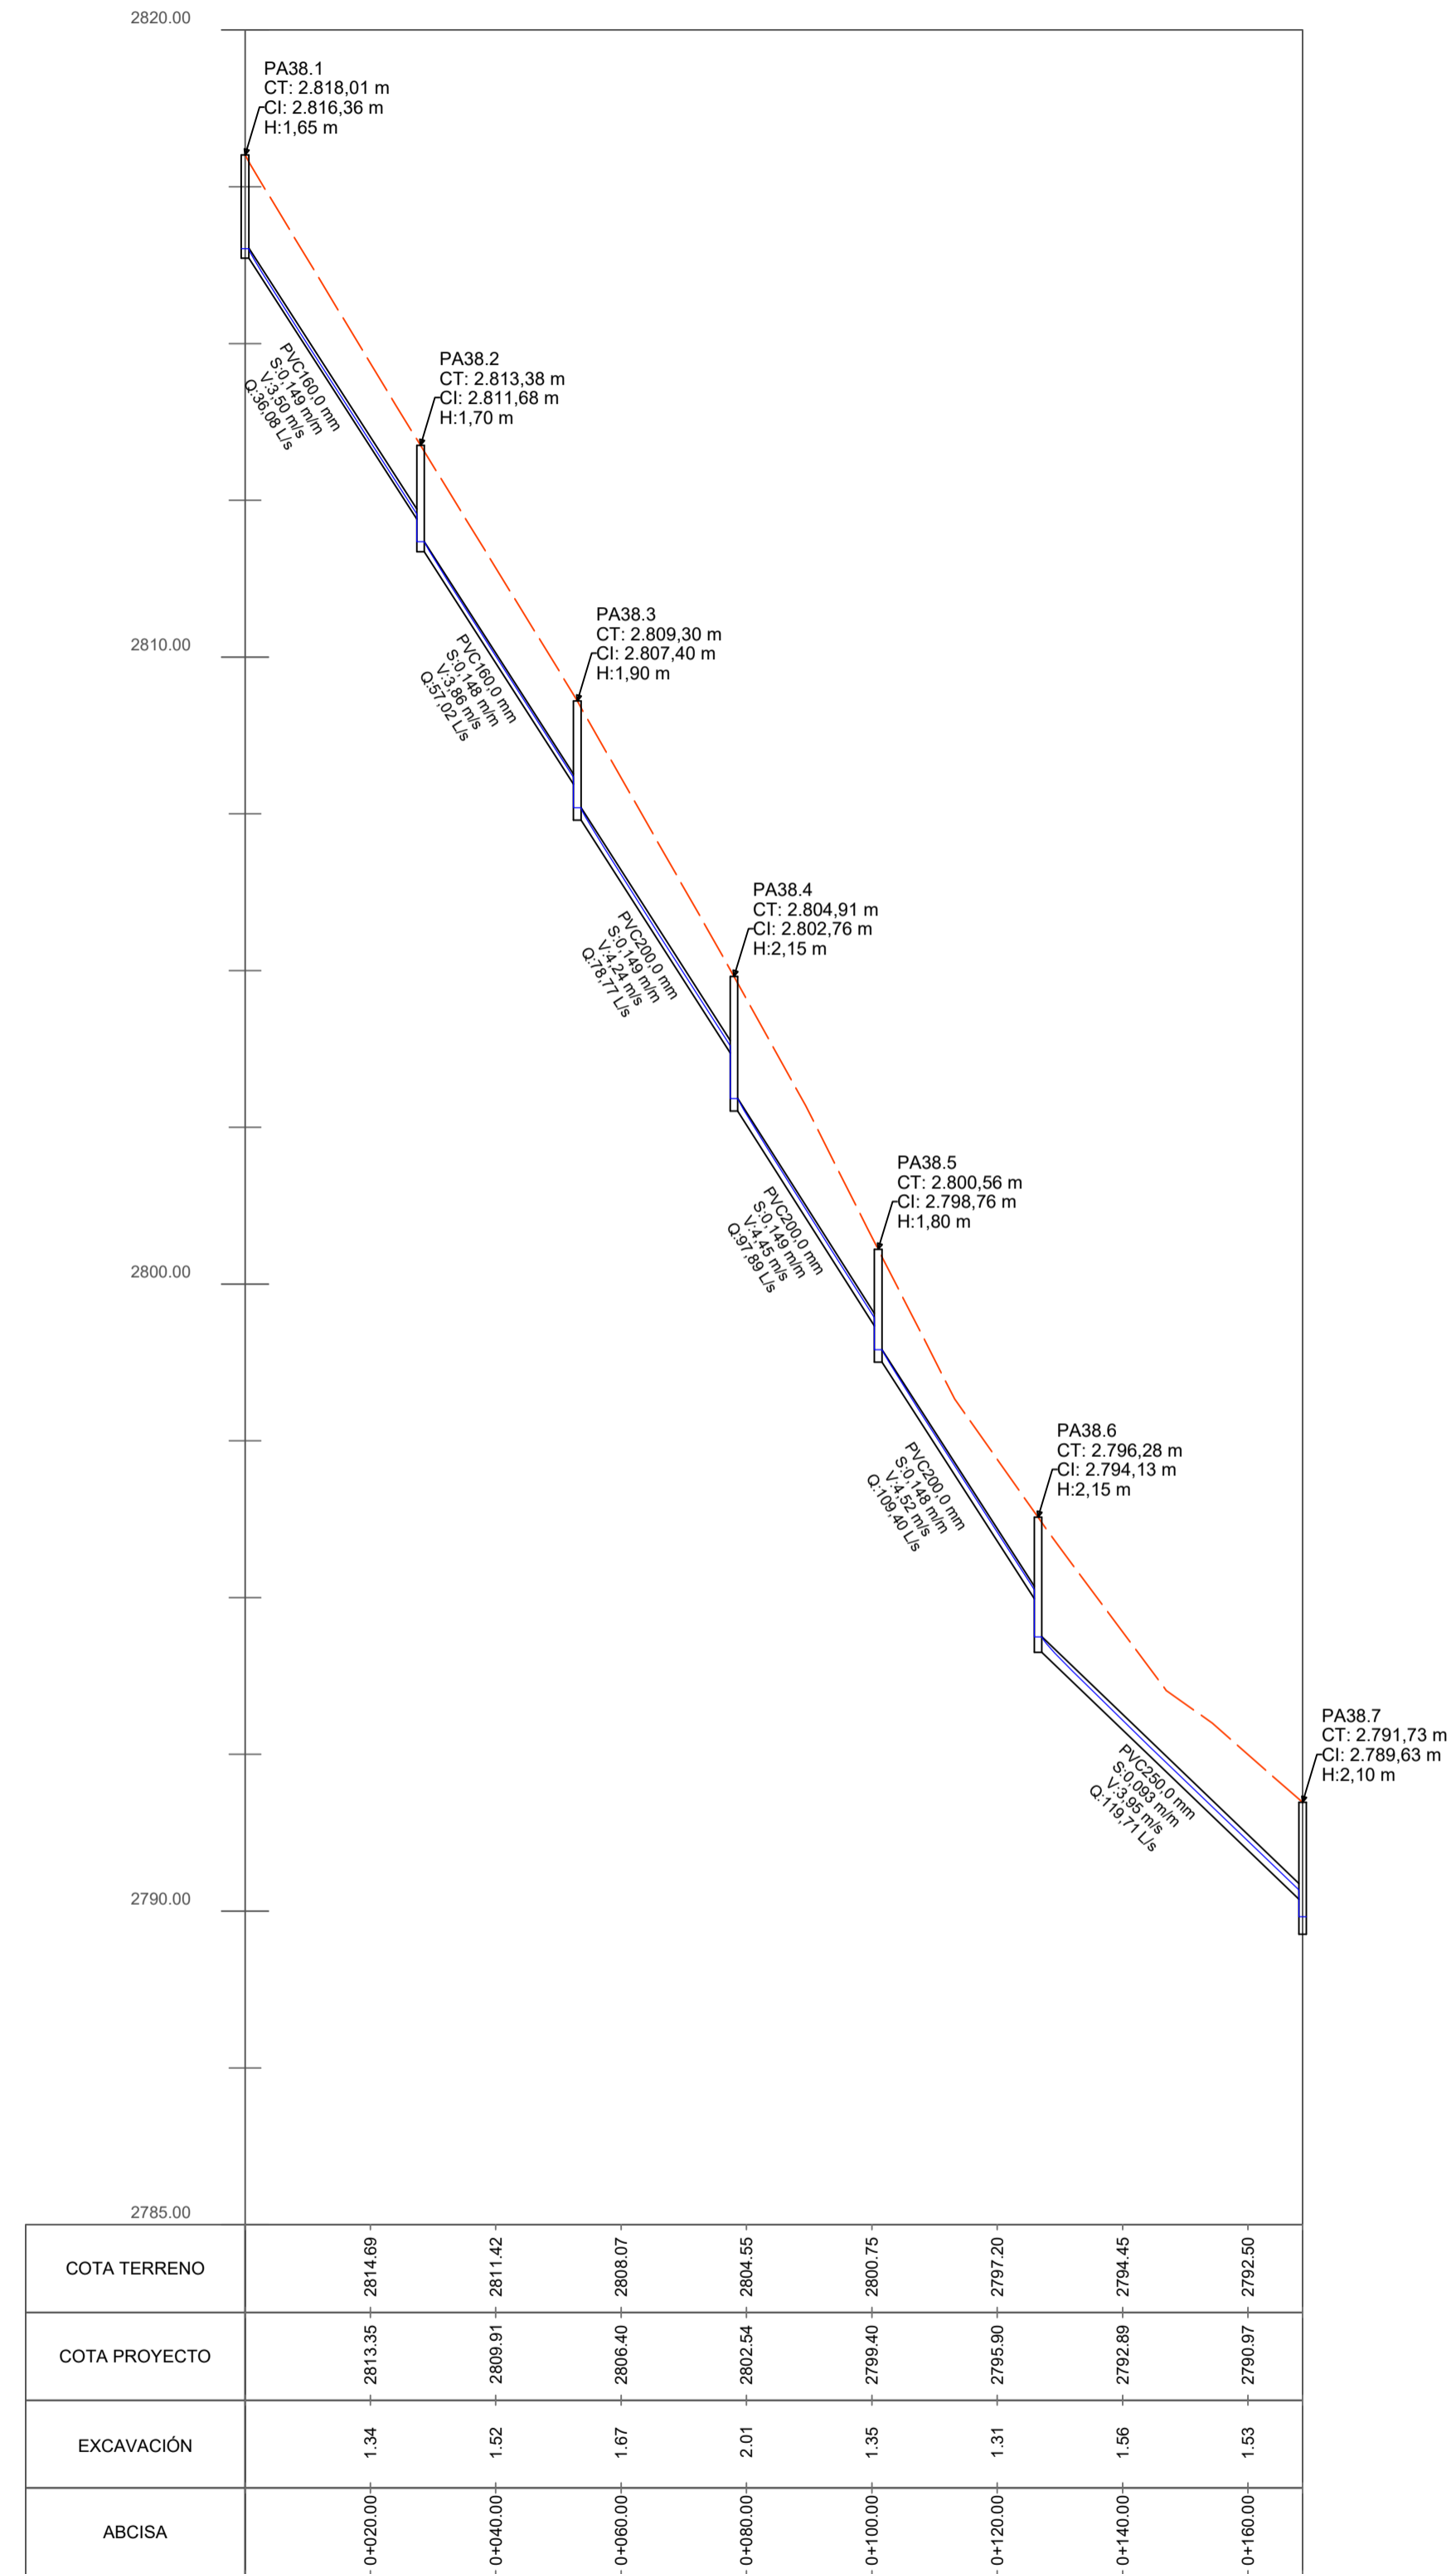 2820.00
PA38.1
CT: 2.818,01 m
CI: 2.816,36 m
H:1,65 m
PVC160,0 mm
S:0,149 m/m
V:3,50 m/s
Q:36,08 L/s
PA38.2
CT: 2.813,38 m
CI: 2.811,68 m
H:1,70 m
2810.00
PVC160,0 mm
S:0,148 m/m
V:3,86 m/s
Q:57,02 L/s
PA38.3
CT: 2.809,30 m
CI: 2.807,40 m
H:1,90 m
PVC200,0 mm
S:0,149 m/m
V:4,24 m/s
Q:78,77 L/s
PA38.4
CT: 2.804,91 m
CI: 2.802,76 m
H:2,15 m
PVC200,0 mm
S:0,149 m/m
V:4,45 m/s
Q:97,89 L/s
PA38.5
CT: 2.800,56 m
CI: 2.798,76 m
H:1,80 m
2800.00
PVC200,0 mm
S:0,148 m/m
V:4,52 m/s
Q:109,40 L/s
PA38.6
CT: 2.796,28 m
CI: 2.794,13 m
H:2,15 m
PVC250,0 mm
S:0,093 m/m
V:3,95 m/s
Q:119,71 L/s
PA38.7
CT: 2.791,73 m
CI: 2.789,63 m
H:2,10 m
2790.00
2785.00
COTA TERRENO 2814.69 2811.42 2808.07 2804.55 2800.75 2797.20 2794.45 2792.50
COTA PROYECTO 2813.35 2809.91 2806.40 2802.54 2799.40 2795.90 2792.89 2790.97
EXCAVACIÓN 1.34 1.52 1.67 2.01 1.35 1.31 1.56 1.53
ABCISA 0+020.00 0+040.00 0+060.00 0+080.00 0+100.00 0+120.00 0+140.00 0+160.00